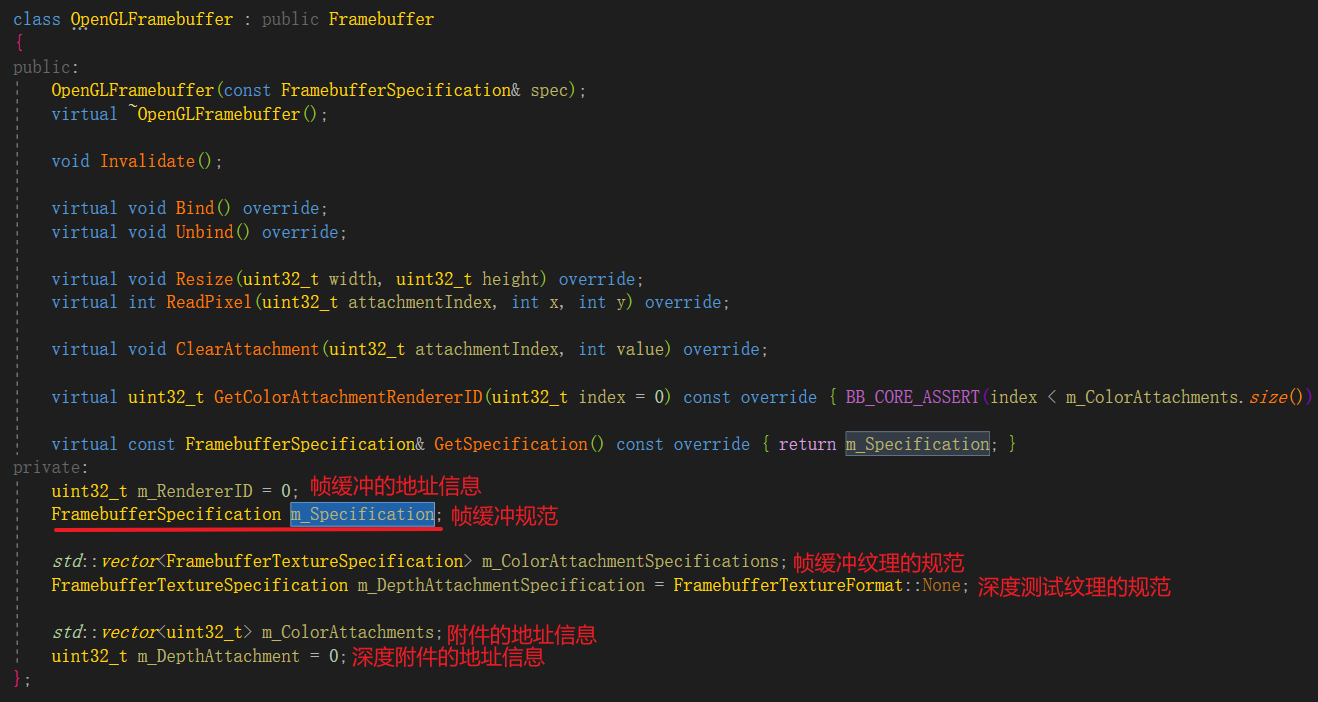 class OpenGLFramebuffer : public Framebuffer
{
public:
OpenGLFramebuffer(const FramebufferSpecification& spec);
virtual ~OpenGLFramebuffer();
void Invalidate();
virtual void Bind() override;
virtual void Unbind() override;
virtual void Resize(uint32_t width, uint32_t height) override;
virtual int ReadPixel(uint32_t attachmentIndex, int x, int y) override;
virtual void ClearAttachment(uint32_t attachmentIndex, int value) override;
virtual uint32_t GetColorAttachmentRendererID(uint32_t index = 0) const override { BB_CORE_ASSERT(index < m_ColorAttachments.size())
virtual const FramebufferSpecification& GetSpecification() const override { return m_Specification; }
private:
uint32_t m_RendererID = 0; 帧缓冲的地址信息
FramebufferSpecification m_Specification; 帧缓冲规范
std::vector<FramebufferTextureSpecification> m_ColorAttachmentSpecifications; 帧缓冲纹理的规范
FramebufferTextureSpecification m_DepthAttachmentSpecification = FramebufferTextureFormat::None; 深度测试纹理的规范
std::vector<uint32_t> m_ColorAttachments; 附件的地址信息
uint32_t m_DepthAttachment = 0; 深度附件的地址信息
};